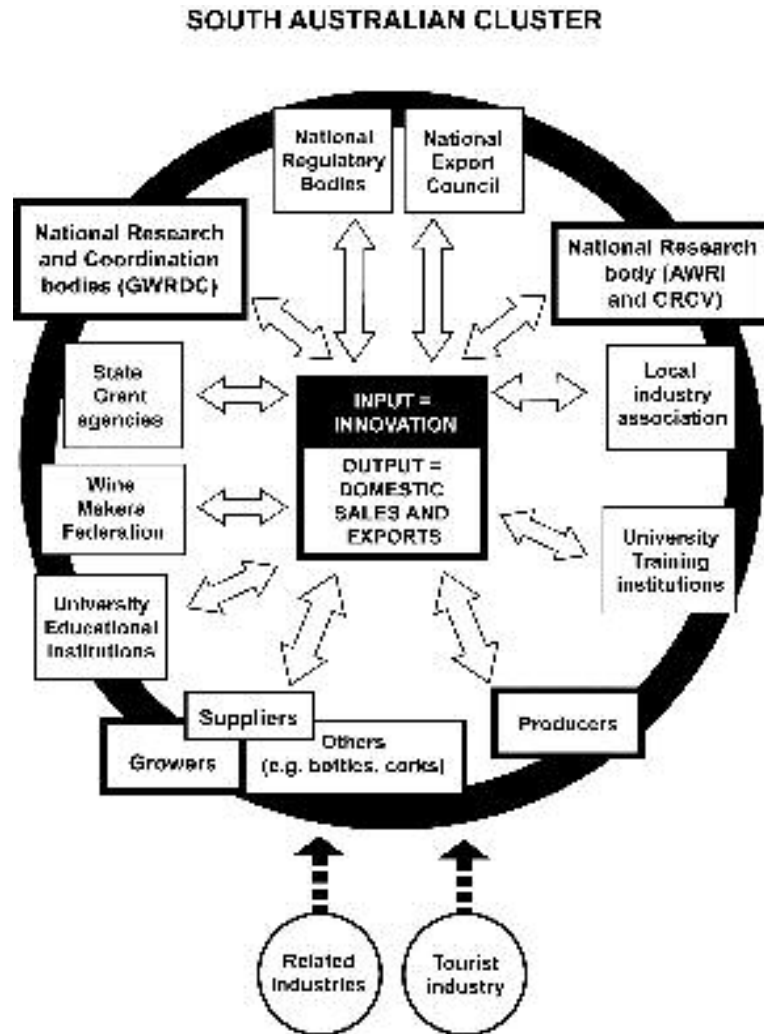 SOUTH AUSTRALIAN CLUSTER
National
Regulatory
Bodies
National
Export
Council
National Research
and Coordination
bodies (GWRDC)
National Research
body (AWRI
and CRCV)
State
Grant
agencies
INPUT =
INNOVATION
Local
industry
association
OUTPUT =
DOMESTIC
SALES AND
EXPORTS
Wine
Makers
Federation
University
Training
institutions
University
Educational
Institutions
Suppliers
Producers
Growers
Others
(e.g. bottles, corks)
Related
Industries
Tourist
industry